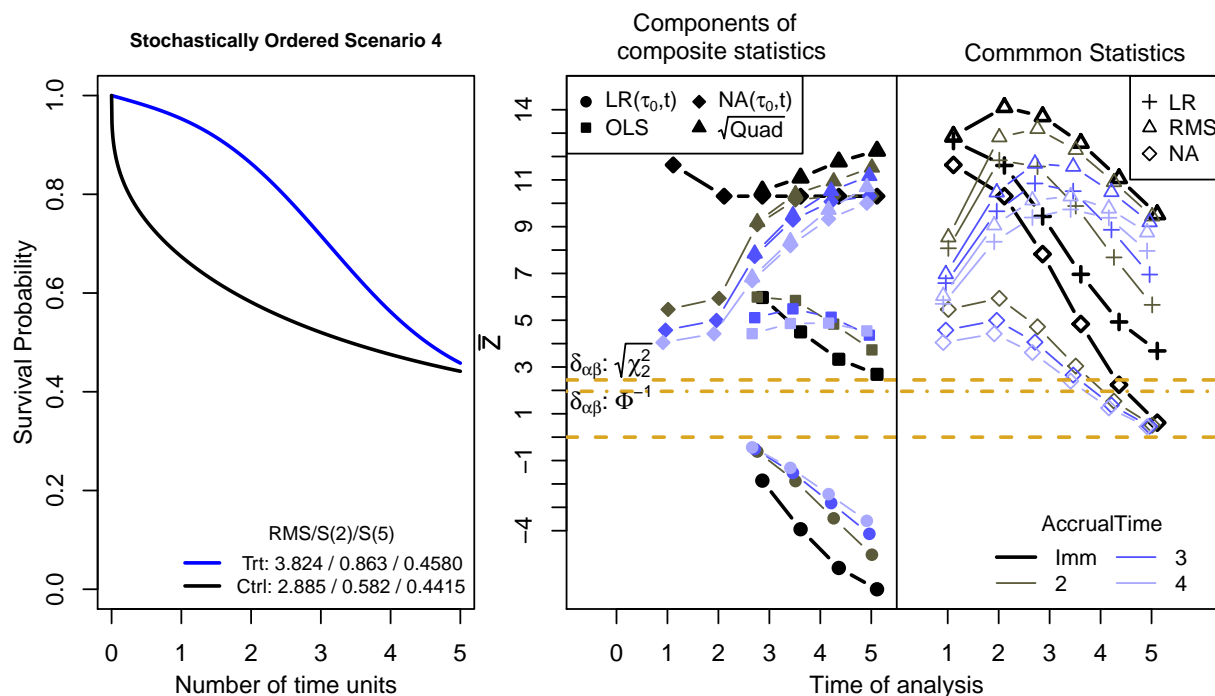 Stochastically Ordered Scenario 4
Survival Probability
1.0
0.8
0.6
0.4
0.2
0.0
RMS/S(2)/S(5)
Trt: 3.824 / 0.863 / 0.4580
Ctrl: 2.885 / 0.582 / 0.4415
0 1 2 3 4 5
Number of time units
Components of
composite statistics
Commmon Statistics
LR(τ₀,t)
NA(τ₀,t)
OLS
√Quad
LR
RMS
NA
Z̅
14
11
9
7
5
3
1
−1
−4
δαβ: √χ₂²
δαβ: Φ⁻¹
AccrualTime
Imm
3
2
4
0 1 2 3 4 5
1 2 3 4 5
Time of analysis